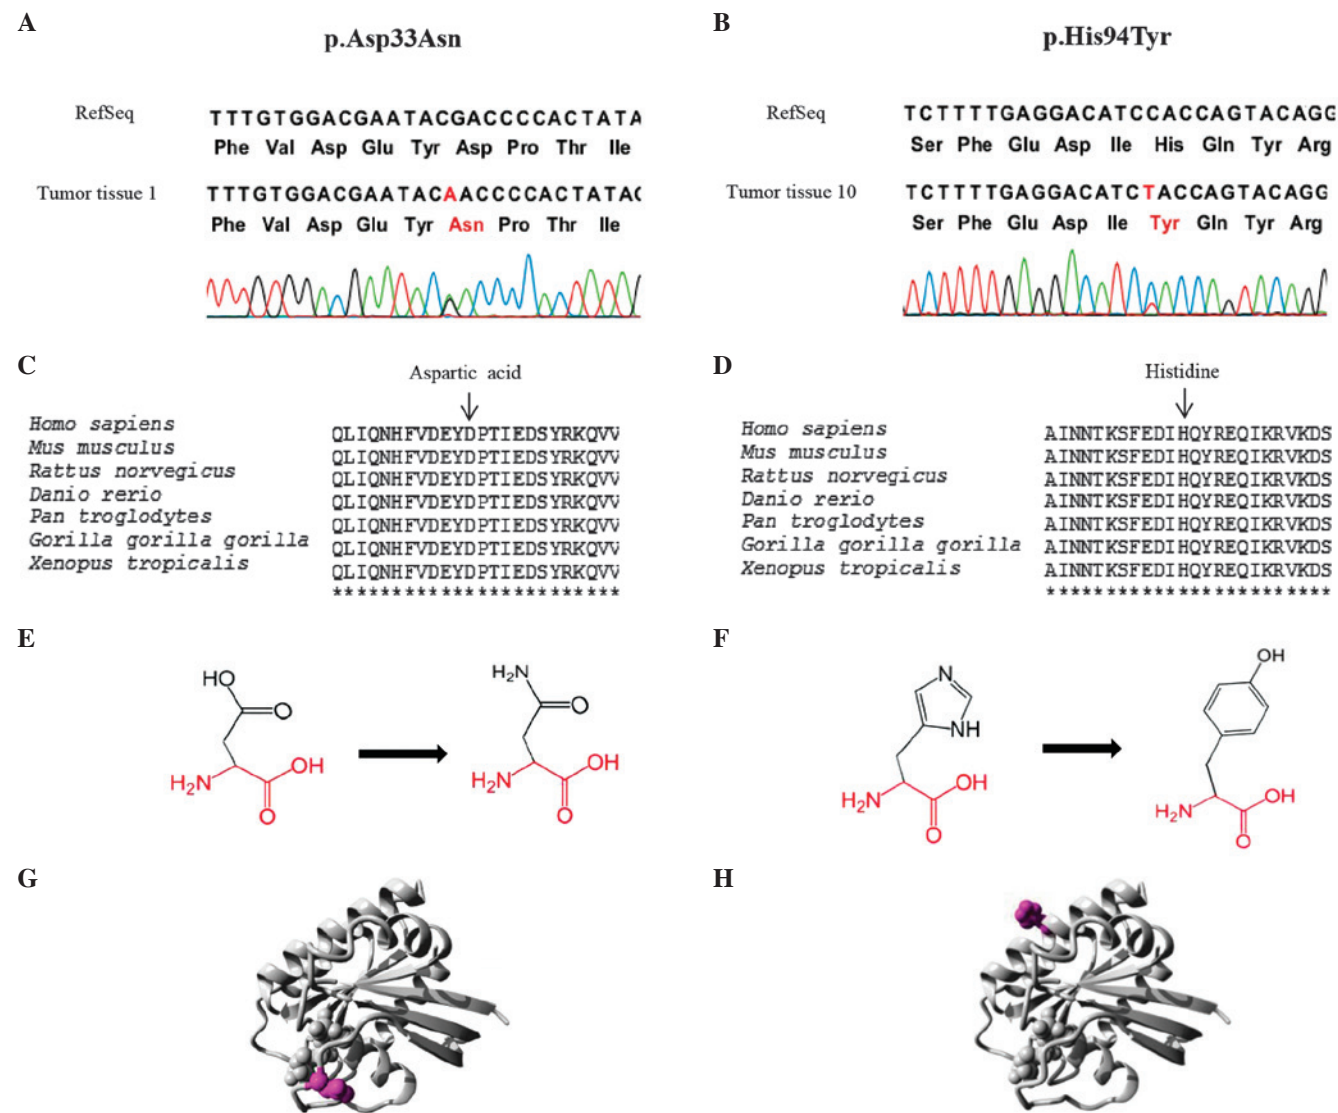 A
p.Asp33Asn
RefSeq
TTTGTGGACGAATACGACCCCACTATA
Phe Val Asp Glu Tyr Asp Pro Thr Ile
Tumor tissue 1
TTTGTGGACGAATACAACCCCACTATAG
Phe Val Asp Glu Tyr Asn Pro Thr Ile
B
p.His94Tyr
RefSeq
TCTTTTGAGGACATCCACCAGTACAGG
Ser Phe Glu Asp Ile His Gln Tyr Arg
Tumor tissue 10
TCTTTTGAGGACATCTACCAGTACAGG
Ser Phe Glu Asp Ile Tyr Gln Tyr Arg
C
Aspartic acid
Homo sapiens QLIQNHFVDEYDPTIEDSYRKQVV
Mus musculus QLIQNHFVDEYDPTIEDSYRKQVV
Rattus norvegicus QLIQNHFVDEYDPTIEDSYRKQVV
Danio rerio QLIQNHFVDEYDPTIEDSYRKQVV
Pan troglodytes QLIQNHFVDEYDPTIEDSYRKQVV
Gorilla gorilla gorilla QLIQNHFVDEYDPTIEDSYRKQVV
Xenopus tropicalis QLIQNHFVDEYDPTIEDSYRKQVV
************************
D
Histidine
Homo sapiens AINNTKSFEDIHQYREQIKRVKDS
Mus musculus AINNTKSFEDIHQYREQIKRVKDS
Rattus norvegicus AINNTKSFEDIHQYREQIKRVKDS
Danio rerio AINNTKSFEDIHQYREQIKRVKDS
Pan troglodytes AINNTKSFEDIHQYREQIKRVKDS
Gorilla gorilla gorilla AINNTKSFEDIHQYREQIKRVKDS
Xenopus tropicalis AINNTKSFEDIHQYREQIKRVKDS
************************
E
HO
O
H₂N
OH
O
H₂N
O
H₂N
OH
O
F
N
NH
H₂N
OH
O
OH
H₂N
OH
O
G
H